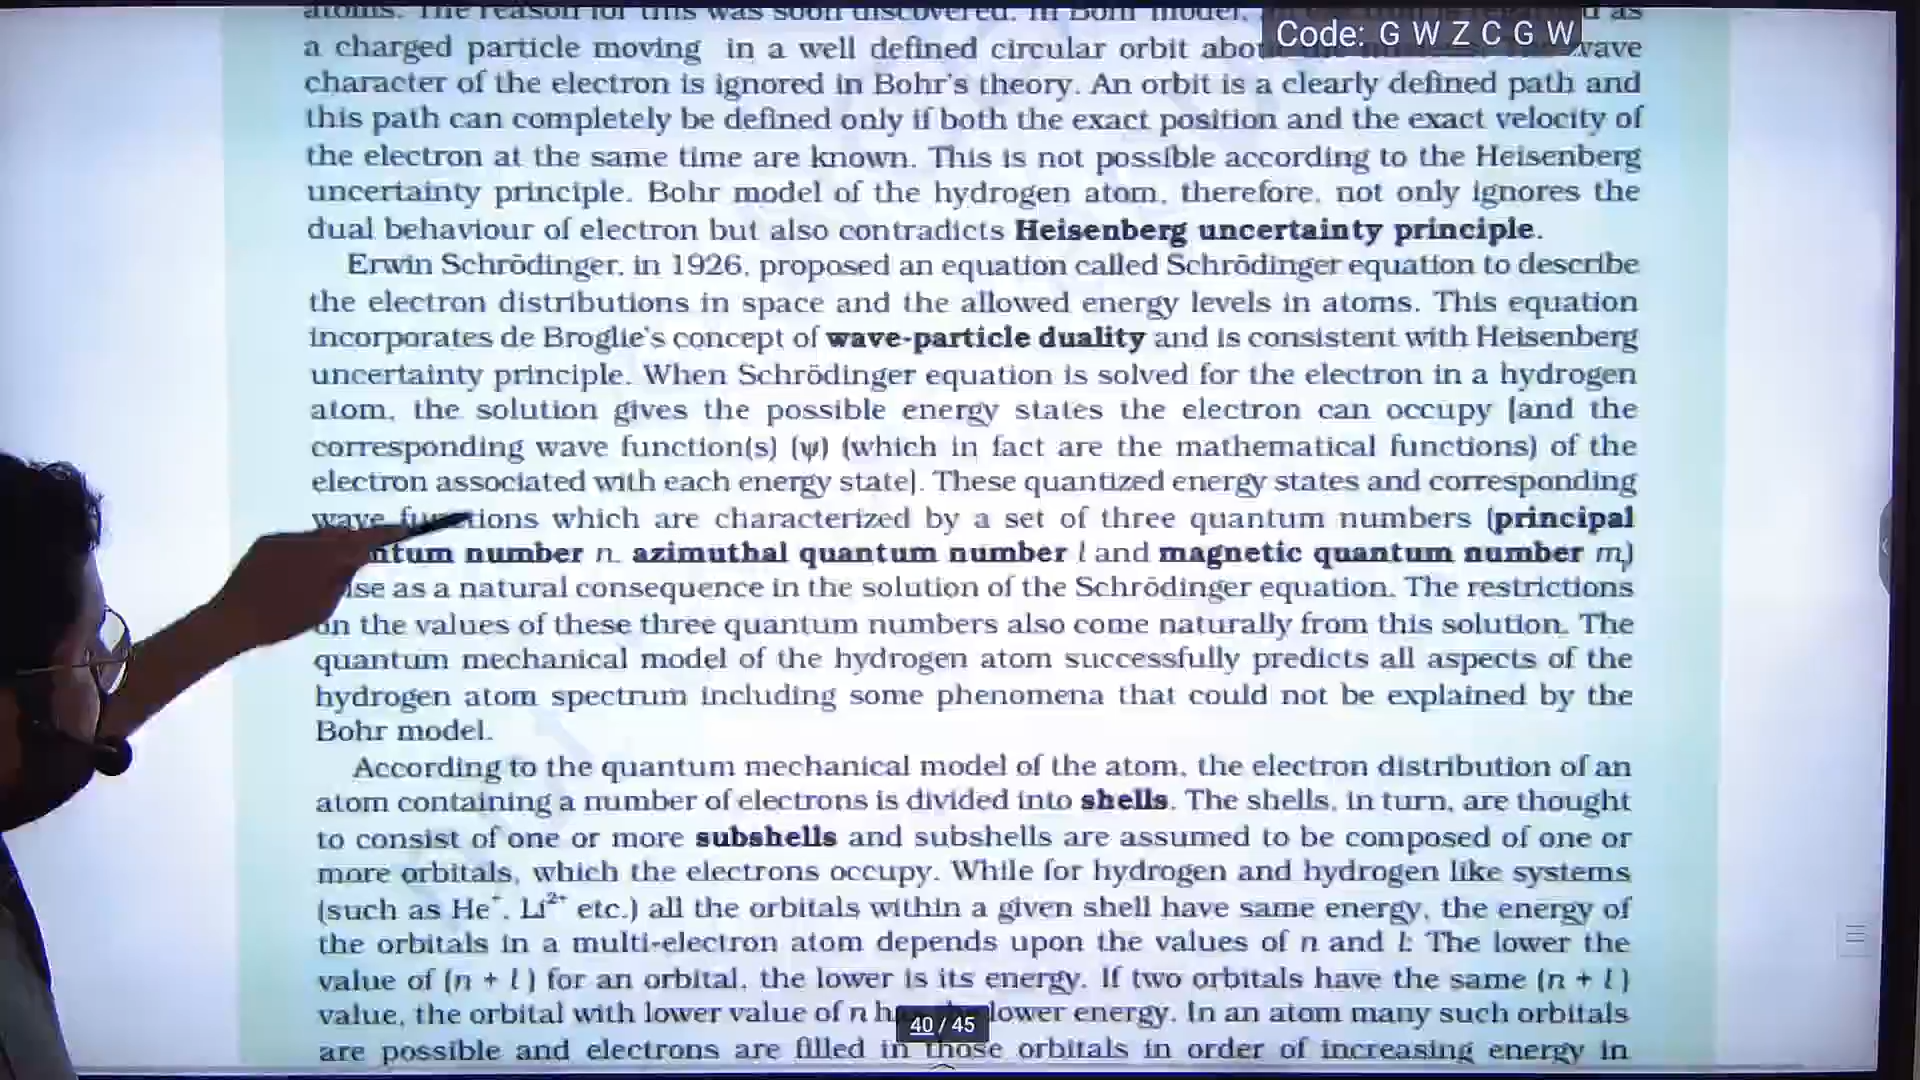 atoms. The reason for this was soon discovered. In Bohr model, as
Code: G W Z C G W
a charged particle moving in a well defined circular orbit wave
character of the electron is ignored in Bohr's theory. An orbit is a clearly defined path and
this path can completely be defined only if both the exact position and the exact velocity of
the electron at the same time are known. This is not possible according to the Heisenberg
uncertainty principle. Bohr model of the hydrogen atom, therefore, not only ignores the
dual behaviour of electron but also contradicts Heisenberg uncertainty principle.
Erwin Schrödinger, in 1926, proposed an equation called Schrödinger equation to describe
the electron distributions in space and the allowed energy levels in atoms. This equation
incorporates de Broglie's concept of wave-particle duality and is consistent with Heisenberg
uncertainty principle. When Schrödinger equation is solved for the electron in a hydrogen
atom, the solution gives the possible energy states the electron can occupy [and the
corresponding wave function(s) (ψ) (which in fact are the mathematical functions) of the
electron associated with each energy state]. These quantized energy states and corresponding
wave functions which are characterized by a set of three quantum numbers (principal
number n, azimuthal quantum number l and magnetic quantum number mₗ)
as a natural consequence in the solution of the Schrödinger equation. The restrictions
on the values of these three quantum numbers also come naturally from this solution. The
quantum mechanical model of the hydrogen atom successfully predicts all aspects of the
hydrogen atom spectrum including some phenomena that could not be explained by the
Bohr model.
According to the quantum mechanical model of the atom, the electron distribution of an
atom containing a number of electrons is divided into shells. The shells, in turn, are thought
to consist of one or more subshells and subshells are assumed to be composed of one or
more orbitals, which the electrons occupy. While for hydrogen and hydrogen like systems
(such as He⁺, Li²⁺ etc.) all the orbitals within a given shell have same energy, the energy of
the orbitals in a multi-electron atom depends upon the values of n and l: The lower the
value of (n + l ) for an orbital, the lower is its energy. If two orbitals have the same (n + l )
value, the orbital with lower value of n lower energy. In an atom many such orbitals
40 / 45
are possible and electrons are filled in those orbitals in order of increasing energy in